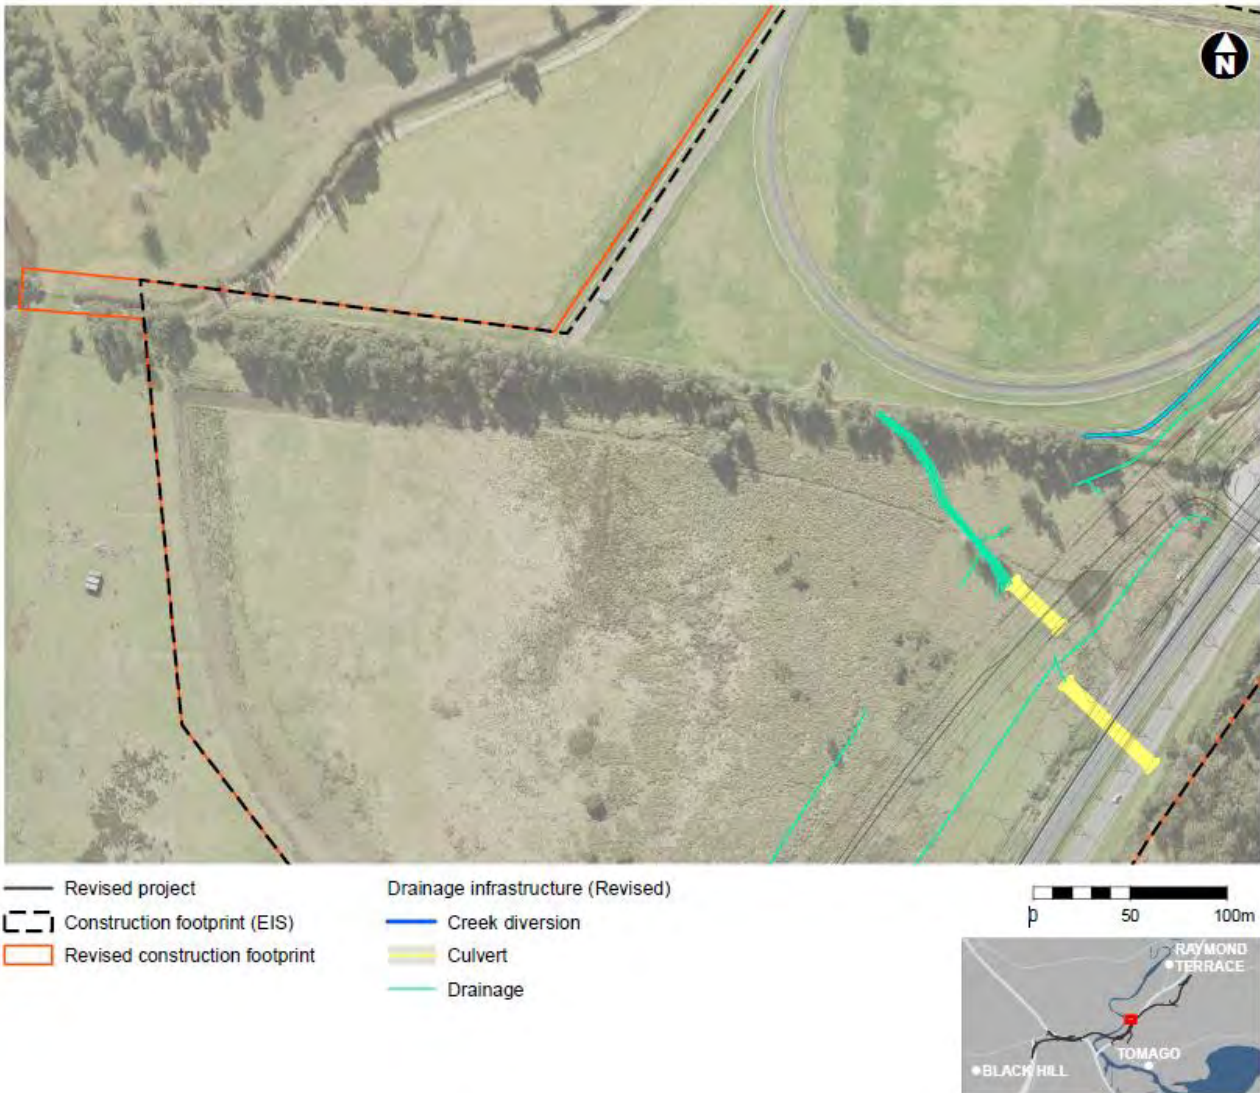 N
Revised project
Construction footprint (EIS)
Revised construction footprint
Drainage infrastructure (Revised)
Creek diversion
Culvert
Drainage
0 50 100m
RAYMOND
TERRACE
TOMAGO
BLACK HILL